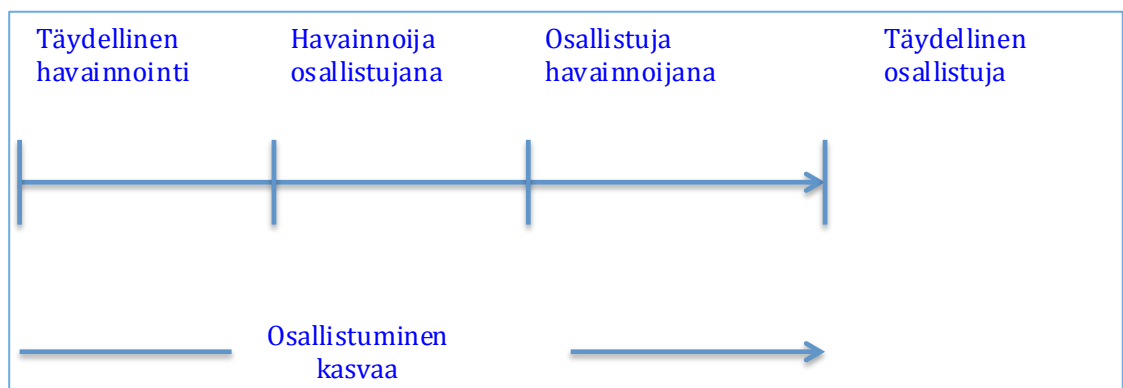 Täydellinen
havainnointi
Havainnoija
osallistujana
Osallistuja
havainnoijana
Täydellinen
osallistuja
Osallistuminen
kasvaa